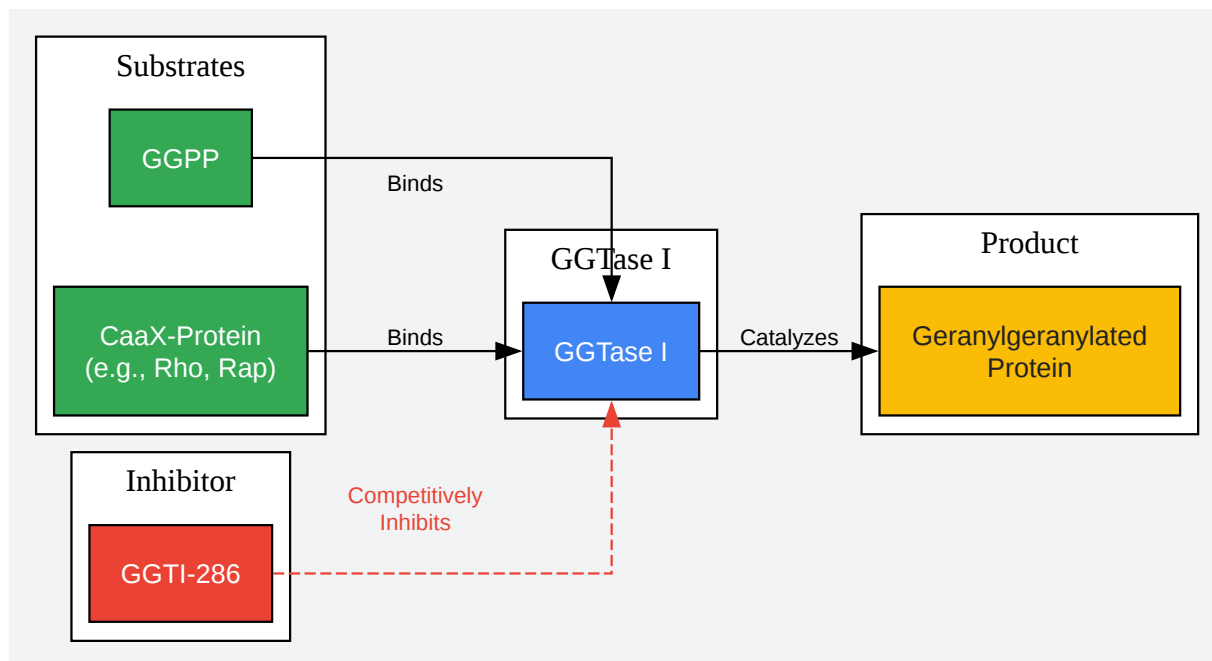 Substrates
GGPP
Binds
CaaX-Protein
(e.g., Rho, Rap)
Binds
GGTase I
GGTase I
Catalyzes
Product
Geranylgeranylated
Protein
Inhibitor
GGTI-286
Competitively
Inhibits